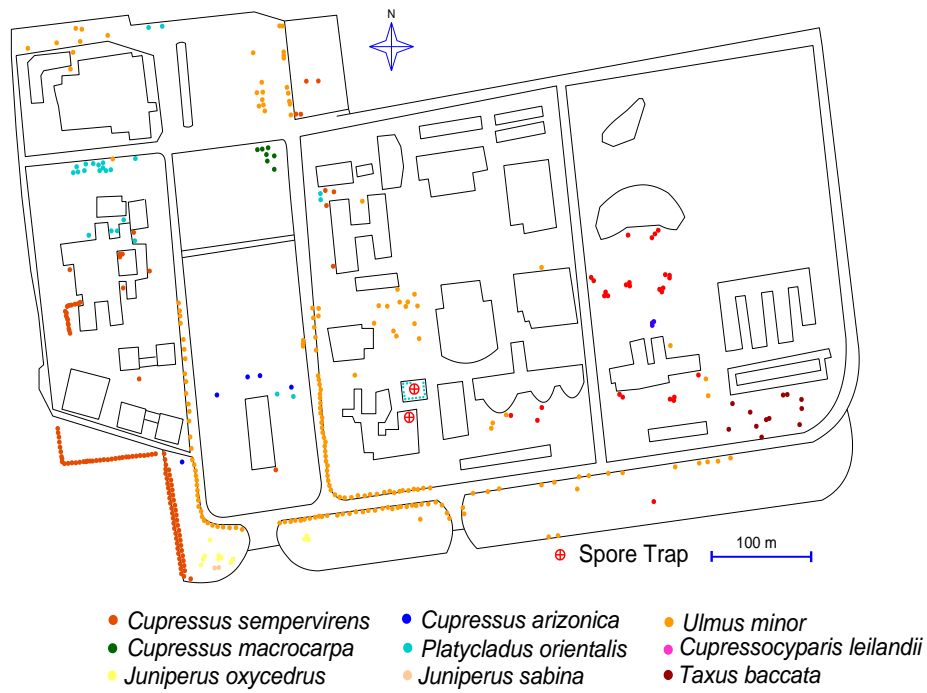 N
Spore Trap
100 m
Cupressus sempervirens
Cupressus arizonica
Ulmus minor
Cupressus macrocarpa
Platycladus orientalis
Cupressocyparis leilandii
Juniperus oxycedrus
Juniperus sabina
Taxus baccata